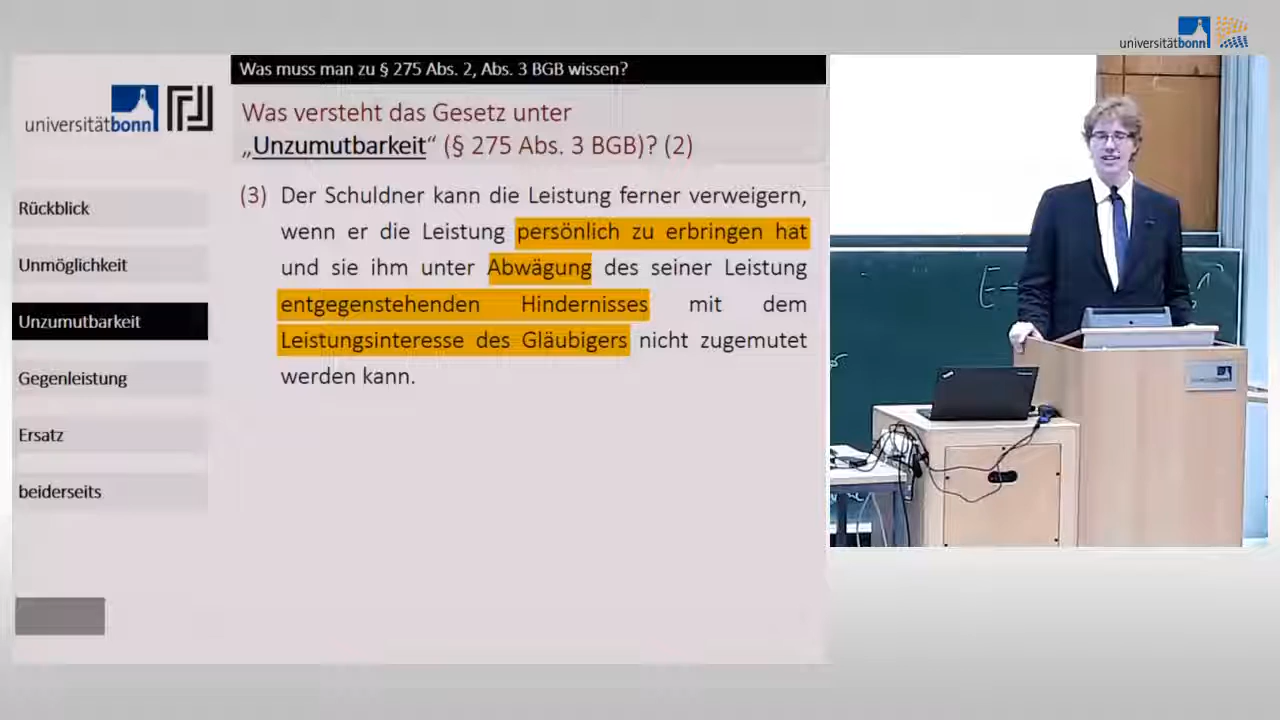 universitätbonn
Was muss man zu § 275 Abs. 2, Abs. 3 BGB wissen?
universitätbonn
Was versteht das Gesetz unter
„Unzumutbarkeit“ (§ 275 Abs. 3 BGB)? (2)
Rückblick
Unmöglichkeit
Unzumutbarkeit
Gegenleistung
Ersatz
beiderseits
(3) Der Schuldner kann die Leistung ferner verweigern,
wenn er die Leistung persönlich zu erbringen hat
und sie ihm unter Abwägung des seiner Leistung
entgegenstehenden Hindernisses mit dem
Leistungsinteresse des Gläubigers nicht zugemutet
werden kann.